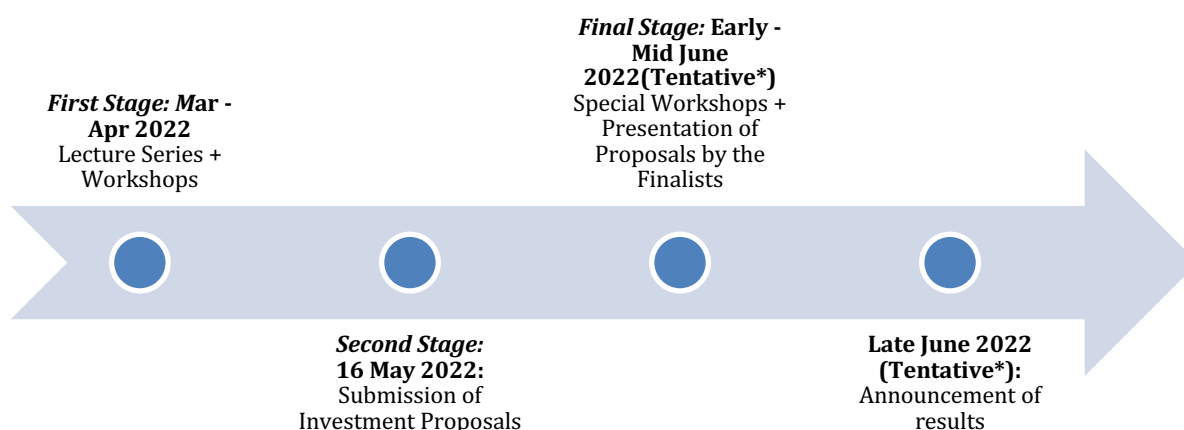 First Stage: Mar -
Apr 2022
Lecture Series +
Workshops
Second Stage:
16 May 2022:
Submission of
Investment Proposals
Final Stage: Early -
Mid June
2022(Tentative*)
Special Workshops +
Presentation of
Proposals by the
Finalists
Late June 2022
(Tentative*):
Announcement of
results